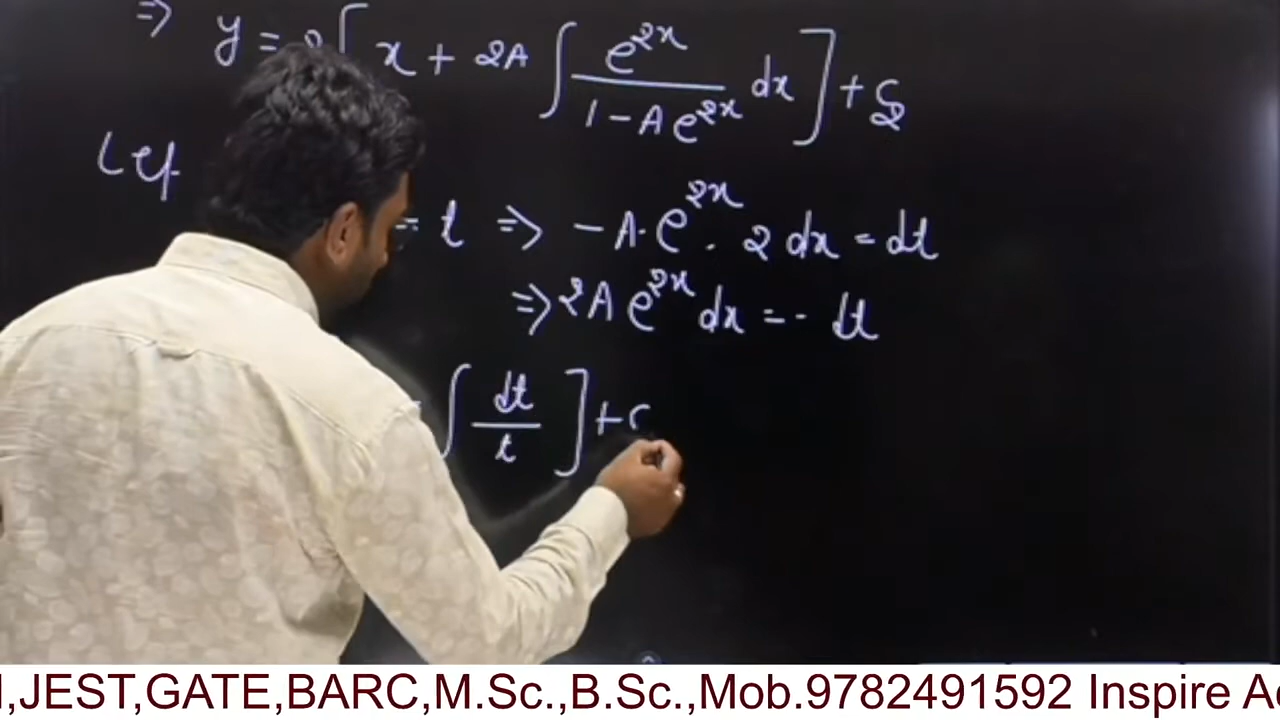 ⇒ y = 2[ x + 2A ∫ e^{2x} / (1 - A e^{2x}) dx ] + C₂
Let
= t ⇒ - A · e^{2x} · 2 dx = dt
⇒ 2A e^{2x} dx = - dt
∫ dt/t ] + C
,JEST,GATE,BARC,M.Sc.,B.Sc.,Mob.9782491592 Inspire A